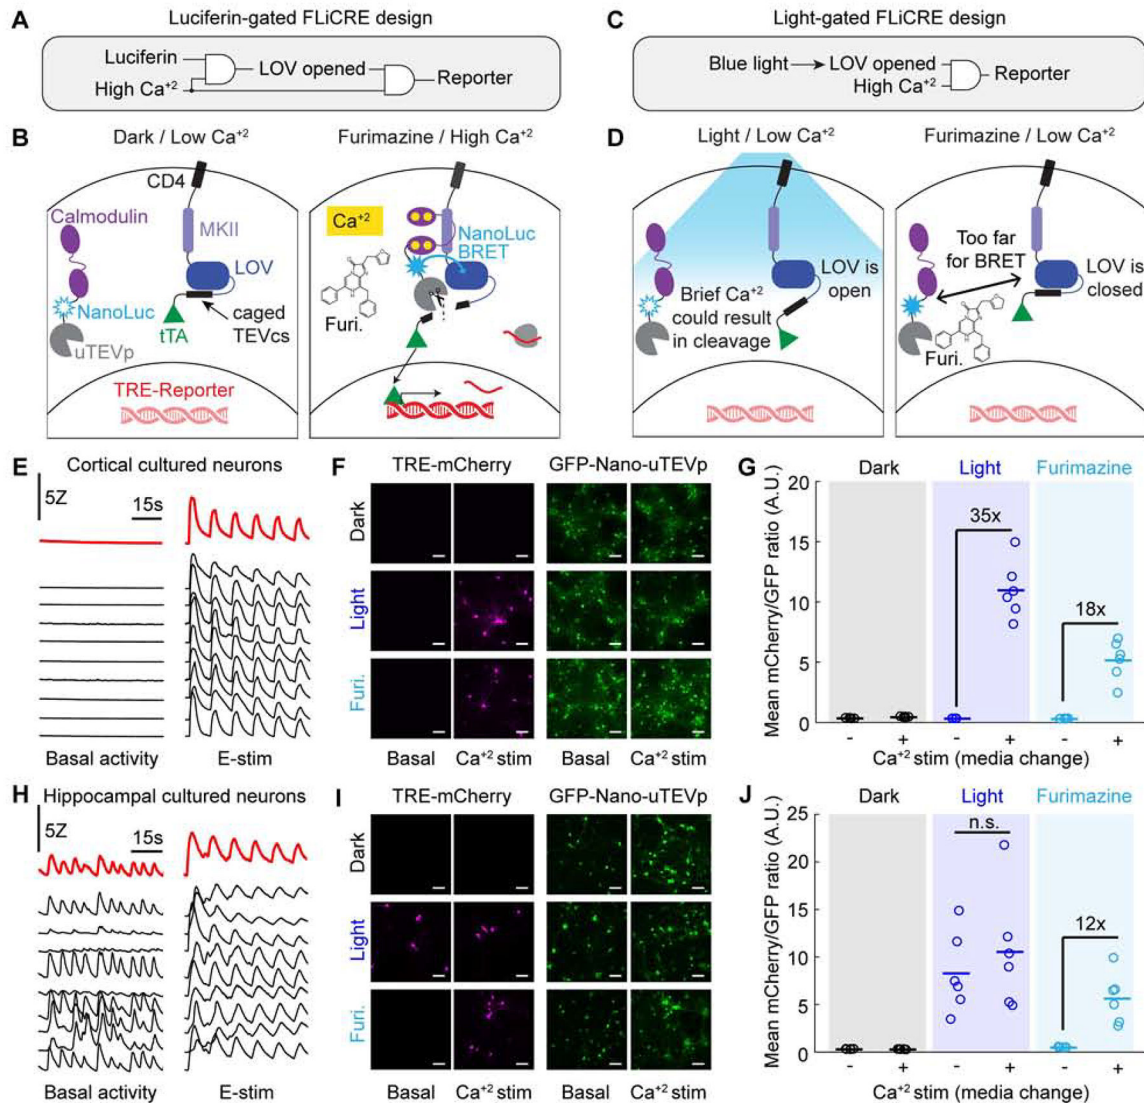 A
Luciferin-gated FLiCRE design
Luciferin
High Ca+2
LOV opened
Reporter
C
Light-gated FLiCRE design
Blue light
LOV opened
High Ca+2
Reporter
B
Dark / Low Ca+2
Furimazine / High Ca+2
CD4
Calmodulin
MKII
LOV
NanoLuc
tTA
caged
TEVcs
uTEVp
TRE-Reporter
Ca+2
NanoLuc
BRET
Furi.
D
Light / Low Ca+2
Furimazine / Low Ca+2
LOV is
open
Brief Ca+2
could result
in cleavage
Too far
for BRET
LOV is
closed
Furi.
E
Cortical cultured neurons
5Z
15s
Basal activity
E-stim
F
TRE-mCherry
GFP-Nano-uTEVp
Dark
Light
Furi.
Basal
Ca+2 stim
Basal
Ca+2 stim
G
Dark
Light
Furimazine
Mean mCherry/GFP ratio (A.U.)
20
15
10
5
0
35x
18x
- + - + - +
Ca+2 stim (media change)
H
Hippocampal cultured neurons
5Z
15s
Basal activity
E-stim
I
TRE-mCherry
GFP-Nano-uTEVp
Dark
Light
Furi.
Basal
Ca+2 stim
Basal
Ca+2 stim
J
Dark
Light
Furimazine
Mean mCherry/GFP ratio (A.U.)
25
20
15
10
5
0
n.s.
12x
- + - + - +
Ca+2 stim (media change)